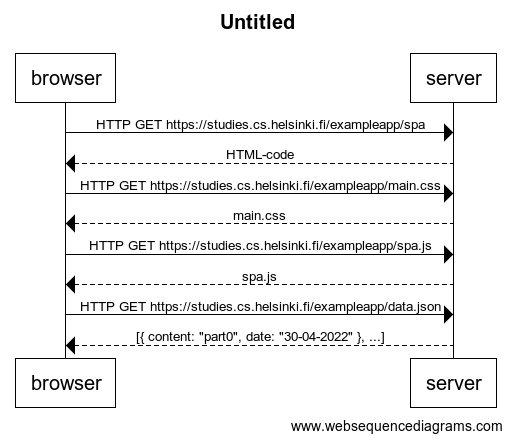 Untitled
browser server
HTTP GET https://studies.cs.helsinki.fi/exampleapp/spa
HTML-code
HTTP GET https://studies.cs.helsinki.fi/exampleapp/main.css
main.css
HTTP GET https://studies.cs.helsinki.fi/exampleapp/spa.js
spa.js
HTTP GET https://studies.cs.helsinki.fi/exampleapp/data.json
[{ content: "part0", date: "30-04-2022" }, ...]
browser server
www.websequencediagrams.com